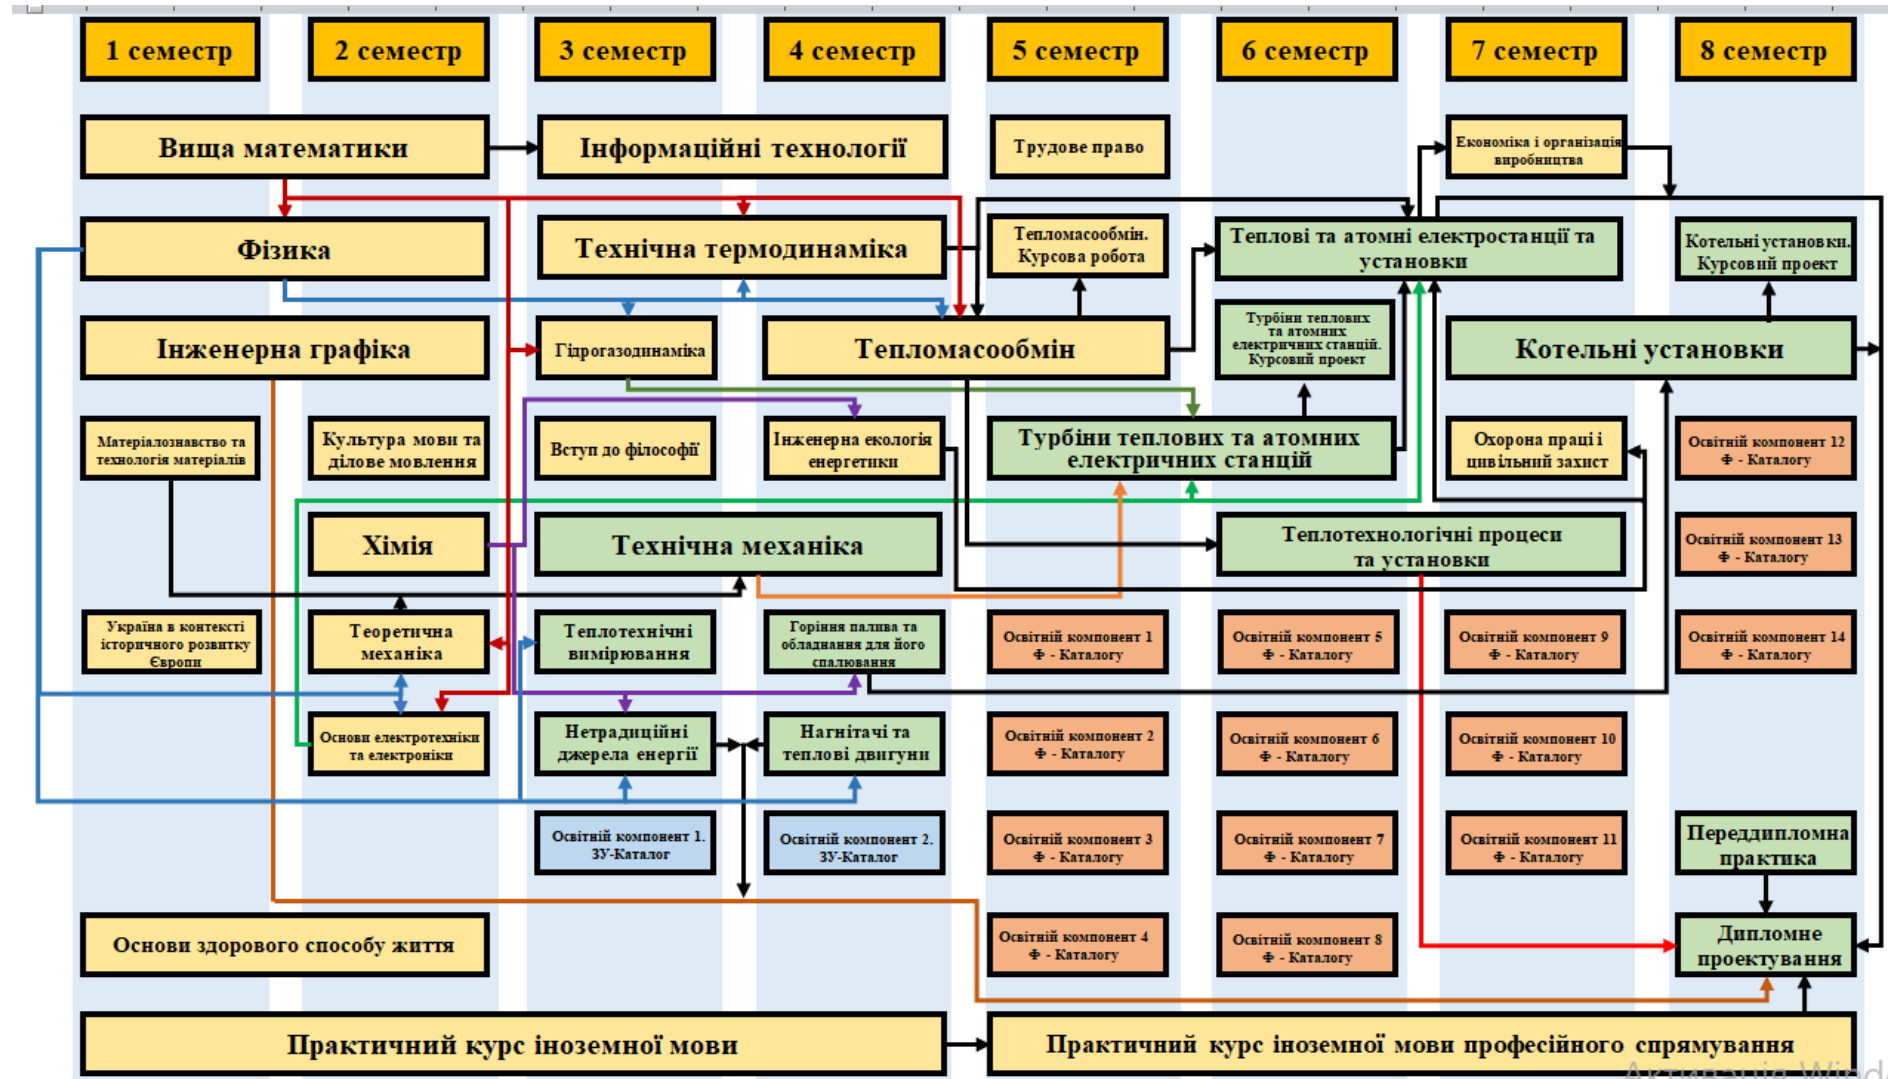 1 семестр
2 семестр
3 семестр
4 семестр
5 семестр
6 семестр
7 семестр
8 семестр
Вища математики
Інформаційні технології
Трудове право
Економіка і організація
виробництва
Фізика
Технічна термодинаміка
Тепломасообмін.
Курсова робота
Теплові та атомні електростанції та
установки
Котельні установки.
Курсовий проект
Інженерна графіка
Гідрогазодинаміка
Тепломасообмін
Турбіни теплових
та атомних
електричних станцій.
Курсовий проект
Котельні установки
Матеріалознавство та
технологія матеріалів
Культура мови та
ділове мовлення
Вступ до філософії
Інженерна екологія
енергетики
Турбіни теплових та атомних
електричних станцій
Охорона праці і
цивільний захист
Освітній компонент 12
Ф - Каталогу
Хімія
Технічна механіка
Теплотехнологічні процеси
та установки
Освітній компонент 13
Ф - Каталогу
Україна в контексті
історичного розвитку
Європи
Теоретична
механіка
Теплотехнічні
вимірювання
Горіння палива та
обладнання для його
спалювання
Освітній компонент 1
Ф - Каталогу
Освітній компонент 5
Ф - Каталогу
Освітній компонент 9
Ф - Каталогу
Освітній компонент 14
Ф - Каталогу
Основи електротехніки
та електроніки
Нетрадиційні
джерела енергії
Нагнітачі та
теплові двигуни
Освітній компонент 2
Ф - Каталогу
Освітній компонент 6
Ф - Каталогу
Освітній компонент 10
Ф - Каталогу
Освітній компонент 1.
ЗУ-Каталог
Освітній компонент 2.
ЗУ-Каталог
Освітній компонент 3
Ф - Каталогу
Освітній компонент 7
Ф - Каталогу
Освітній компонент 11
Ф - Каталогу
Переддипломна
практика
Основи здорового способу життя
Освітній компонент 4
Ф - Каталогу
Освітній компонент 8
Ф - Каталогу
Дипломне
проектування
Практичний курс іноземної мови
Практичний курс іноземної мови професійного спрямування